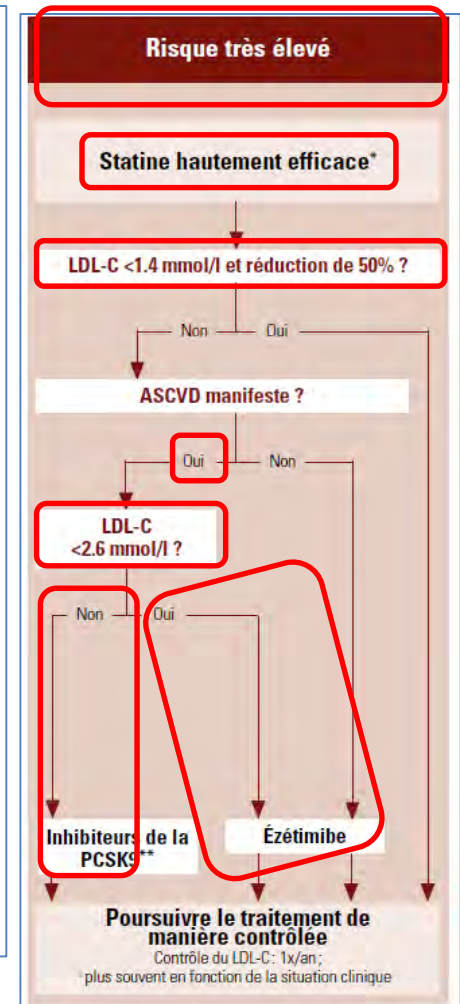 Risque très élevé
Statine hautement efficace*
LDL-C <1.4 mmol/l et réduction de 50% ?
Non Oui
ASCVD manifeste ?
Oui Non
LDL-C
<2.6 mmol/l ?
Non Oui
Inhibiteurs de la
PCSK9**
Ézétimibe
Poursuivre le traitement de
manière contrôlée
Contrôle du LDL-C: 1x/an;
plus souvent en fonction de la situation clinique